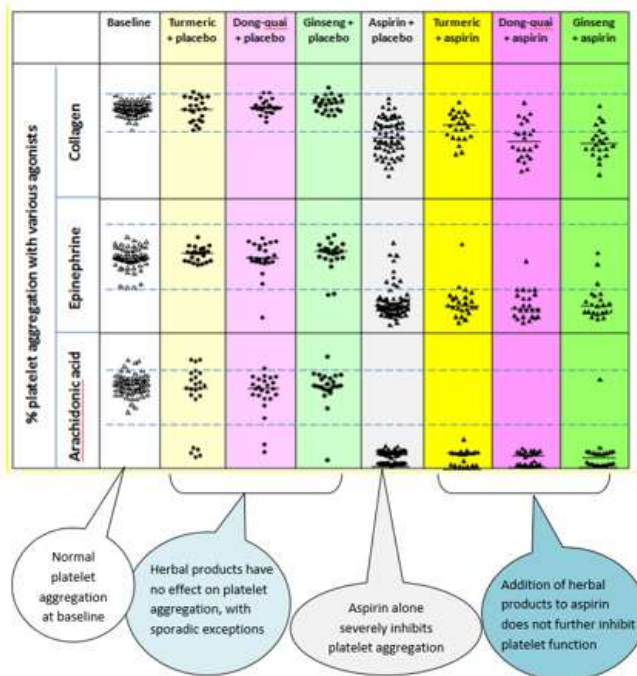 Baseline
Turmeric
+ placebo
Dong-quai
+ placebo
Ginseng +
placebo
Aspirin +
placebo
Turmeric
+ aspirin
Dong-quai
+ aspirin
Ginseng
+ aspirin
% platelet aggregation with various agonists
Collagen
Epinephrine
Arachidonic acid
Normal
platelet
aggregation
at baseline
Herbal products have
no effect on platelet
aggregation, with
sporadic exceptions
Aspirin alone
severely inhibits
platelet aggregation
Addition of herbal
products to aspirin
does not further inhibit
platelet function